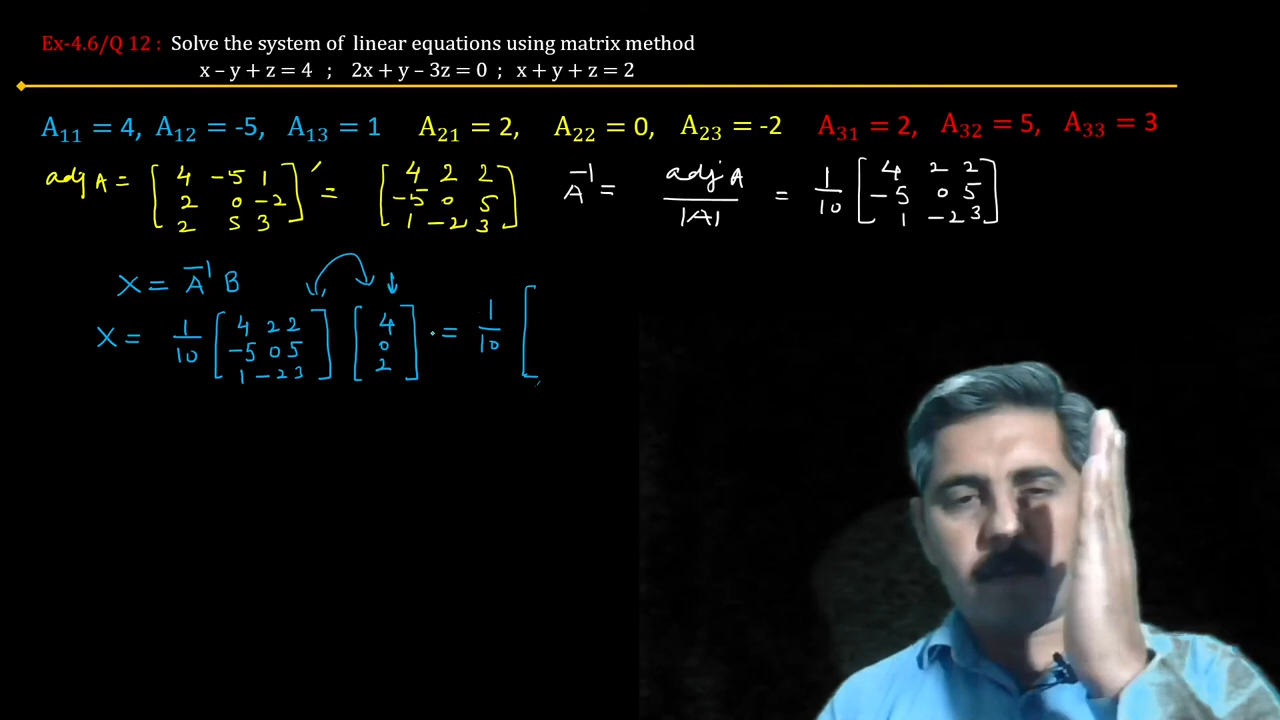 Ex-4.6/Q 12 : Solve the system of linear equations using matrix method
x – y + z = 4 ; 2x + y – 3z = 0 ; x + y + z = 2
A₁₁ = 4, A₁₂ = -5, A₁₃ = 1 A₂₁ = 2, A₂₂ = 0, A₂₃ = -2 A₃₁ = 2, A₃₂ = 5, A₃₃ = 3
adj A = [4 -5 1
2 0 -2
2 5 3]′ = [4 2 2
-5 0 5
1 -2 3] A⁻¹ = adj A / |A| = 1/10 [4 2 2
-5 0 5
1 -2 3]
X = A⁻¹ B
X = 1/10 [4 2 2
-5 0 5
1 -2 3] [4
0
2] = 1/10 [